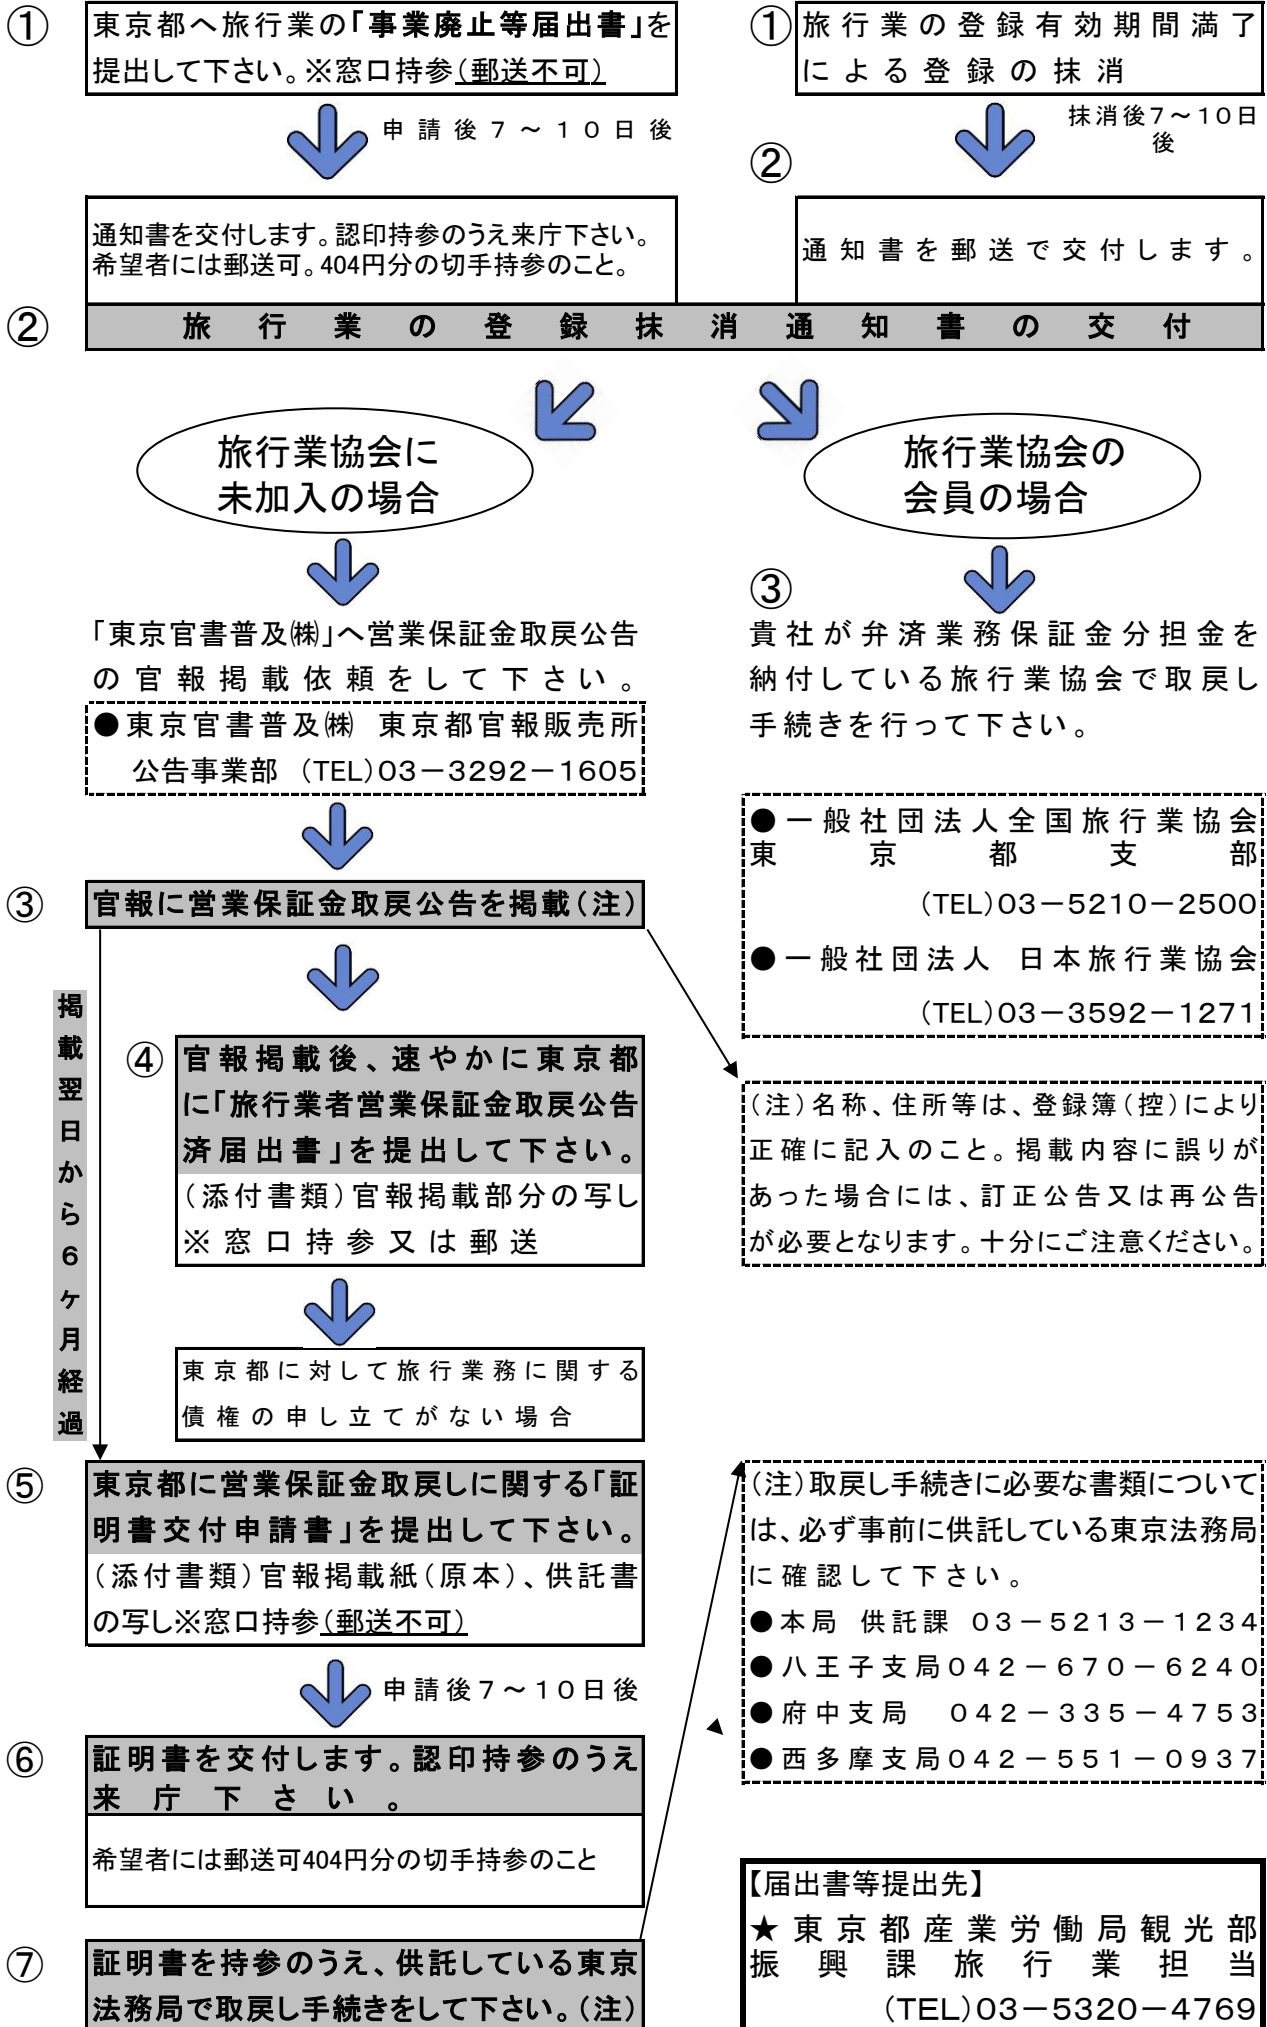 ①
東京都へ旅行業の「事業廃止等届出書」を
提出して下さい。※窓口持参(郵送不可)
申請後7～10日後
通知書を交付します。認印持参のうえ来庁下さい。
希望者には郵送可。404円分の切手持参のこと。
①
旅行業の登録有効期間満了
による登録の抹消
抹消後7～10日
後
②
通知書を郵送で交付します。
②
旅行業の登録抹消通知書の交付
旅行業協会に
未加入の場合
「東京官書普及㈱」へ営業保証金取戻公告
の官報掲載依頼をして下さい。
●東京官書普及㈱ 東京都官報販売所
公告事業部 (TEL)03－3292－1605
③
官報に営業保証金取戻公告を掲載(注)
掲載翌日から6ヶ月経過
④
官報掲載後、速やかに東京都
に「旅行業者営業保証金取戻公告
済届出書」を提出して下さい。
(添付書類)官報掲載部分の写し
※窓口持参又は郵送
東京都に対して旅行業務に関する
債権の申し立てがない場合
⑤
東京都に営業保証金取戻しに関する「証
明書交付申請書」を提出して下さい。
(添付書類)官報掲載紙(原本)、供託書
の写し※窓口持参(郵送不可)
申請後7～10日後
⑥
証明書を交付します。認印持参のうえ
来庁下さい。
希望者には郵送可404円分の切手持参のこと
⑦
証明書を持参のうえ、供託している東京
法務局で取戻し手続きをして下さい。(注)
旅行業協会の
会員の場合
③
貴社が弁済業務保証金分担金を
納付している旅行業協会で取戻し
手続きを行って下さい。
●一般社団法人全国旅行業協会
東京都支部
(TEL)03－5210－2500
●一般社団法人 日本旅行業協会
(TEL)03－3592－1271
(注)名称、住所等は、登録簿(控)により
正確に記入のこと。掲載内容に誤りが
あった場合には、訂正公告又は再公告
が必要となります。十分にご注意ください。
(注)取戻し手続きに必要な書類について
は、必ず事前に供託している東京法務局
に確認して下さい。
●本局 供託課 03－5213－1234
●八王子支局042－670－6240
●府中支局 042－335－4753
●西多摩支局042－551－0937
【届出書等提出先】
★東京都産業労働局観光部
振興課旅行業担当
(TEL)03－5320－4769